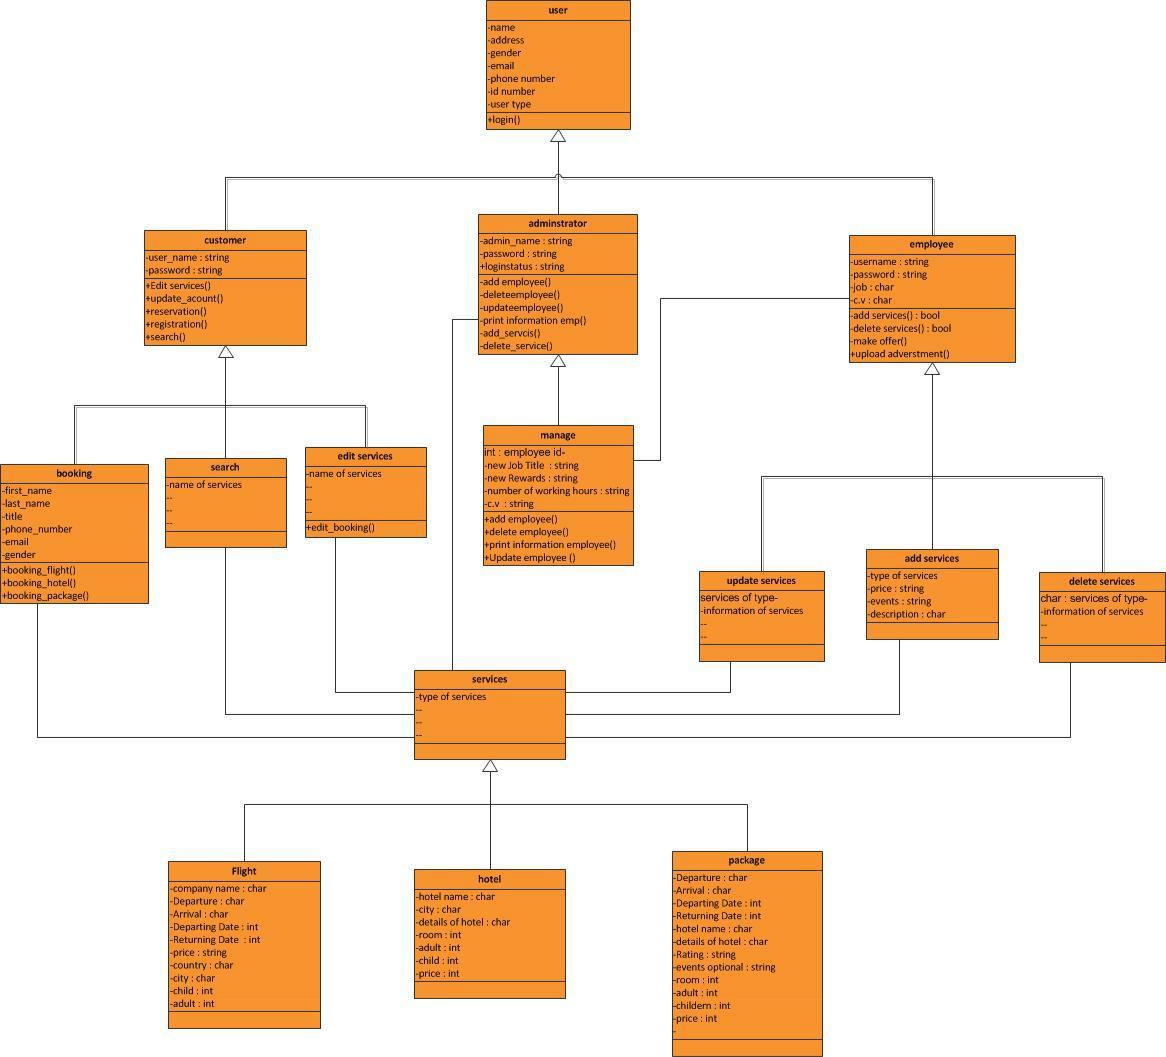 user
-name
-address
-gender
-email
-phone number
-id number
-user type
+login()
customer
-user_name : string
-password : string
+Edit services()
+update_acount()
+reservation()
+registration()
+search()
adminstrator
-admin_name : string
-password : string
+loginstatus : string
-add employee()
-deleteemployee()
-updateemployee()
-print information emp()
-add_servcis()
-delete_service()
employee
-username : string
-password : string
-job : char
-c.v : char
-add services() : bool
-delete services() : bool
-make offer()
+upload adverstment()
booking
-first_name
-last_name
-title
-phone_number
-email
-gender
+booking_flight()
+booking_hotel()
+booking_package()
search
-name of services
--
--
--
edit services
-name of services
--
--
--
+edit_booking()
manage
int : employee id-
-new Job Title : string
-new Rewards : string
-number of working hours : string
-c.v : string
+add employee()
+delete employee()
+print information employee()
+Update employee ()
update services
services of type-
-information of services
--
--
add services
-type of services
-price : string
-events : string
-description : char
delete services
char : services of type-
-information of services
--
--
services
-type of services
--
--
--
Flight
-company name : char
-Departure : char
-Arrival : char
-Departing Date : int
-Returning Date : int
-price : string
-country : char
-city : char
-child : int
-adult : int
hotel
-hotel name : char
-city : char
-details of hotel : char
-room : int
-adult : int
-child : int
-price : int
package
-Departure : char
-Arrival : char
-Departing Date : int
-Returning Date : int
-hotel name : char
-details of hotel : char
-Rating : string
-events optional : string
-room : int
-adult : int
-childern : int
-price : int
-